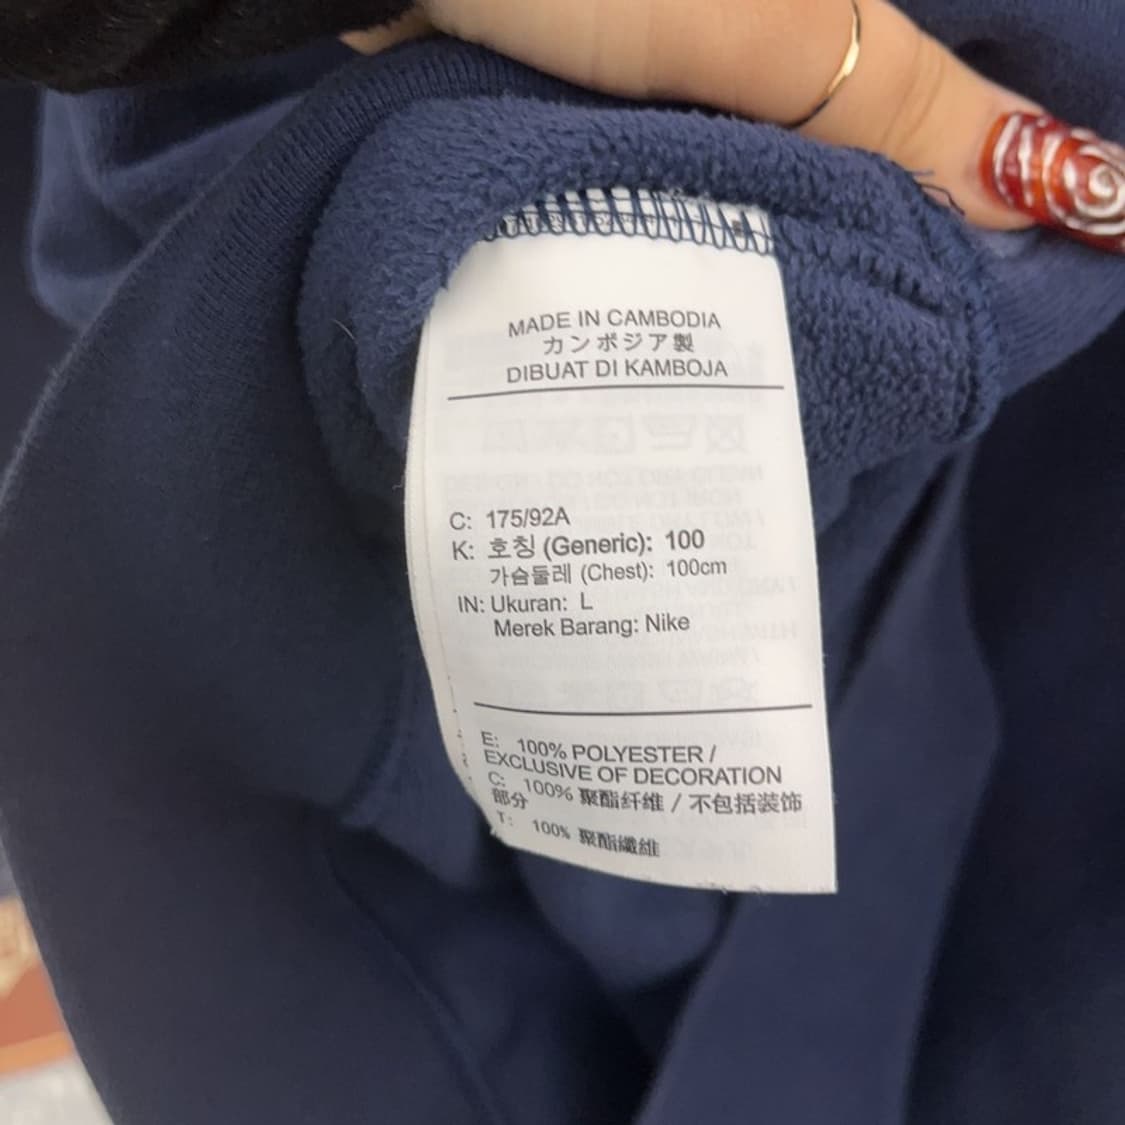 MADE IN CAMBODIA
カンボジア製
DIBUAT DI KAMBOJA
C: 175/92A
K: 호칭 (Generic): 100
가슴둘레 (Chest): 100cm
IN: Ukuran: L
Merek Barang: Nike
E: 100% POLYESTER /
EXCLUSIVE OF DECORATION
C: 100% 聚酯纤维 / 不包括装饰
部分
T: 100% 聚酯纖維